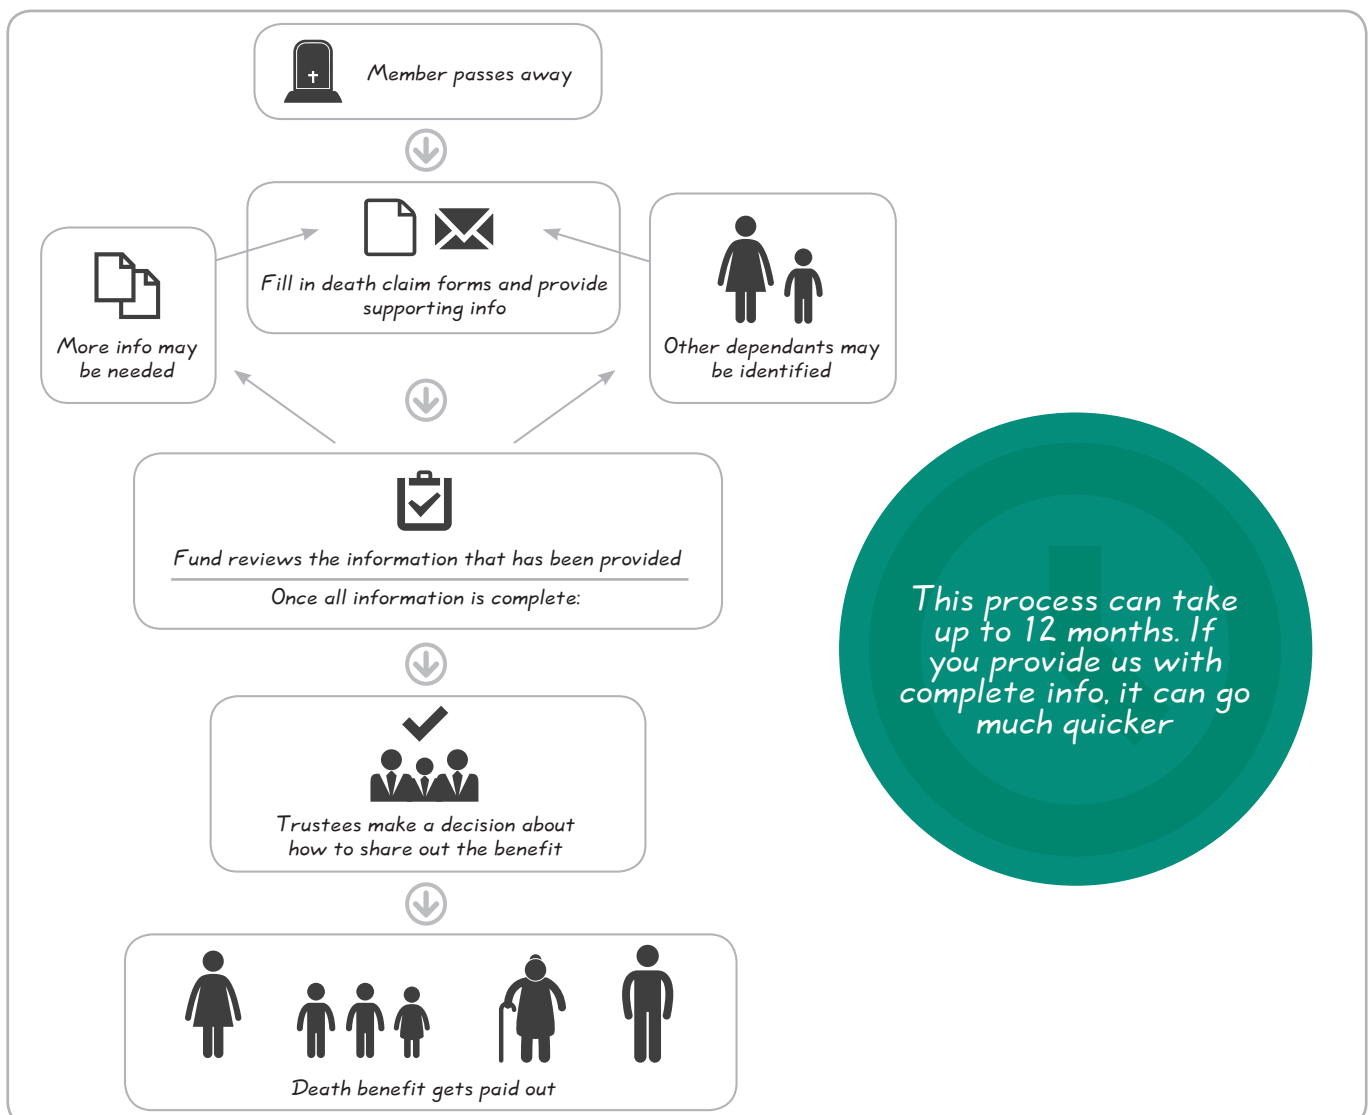 Member passes away
Fill in death claim forms and provide
supporting info
More info may
be needed
Other dependants may
be identified
Fund reviews the information that has been provided
Once all information is complete:
This process can take
up to 12 months. If
you provide us with
complete info, it can go
much quicker
Trustees make a decision about
how to share out the benefit
Death benefit gets paid out